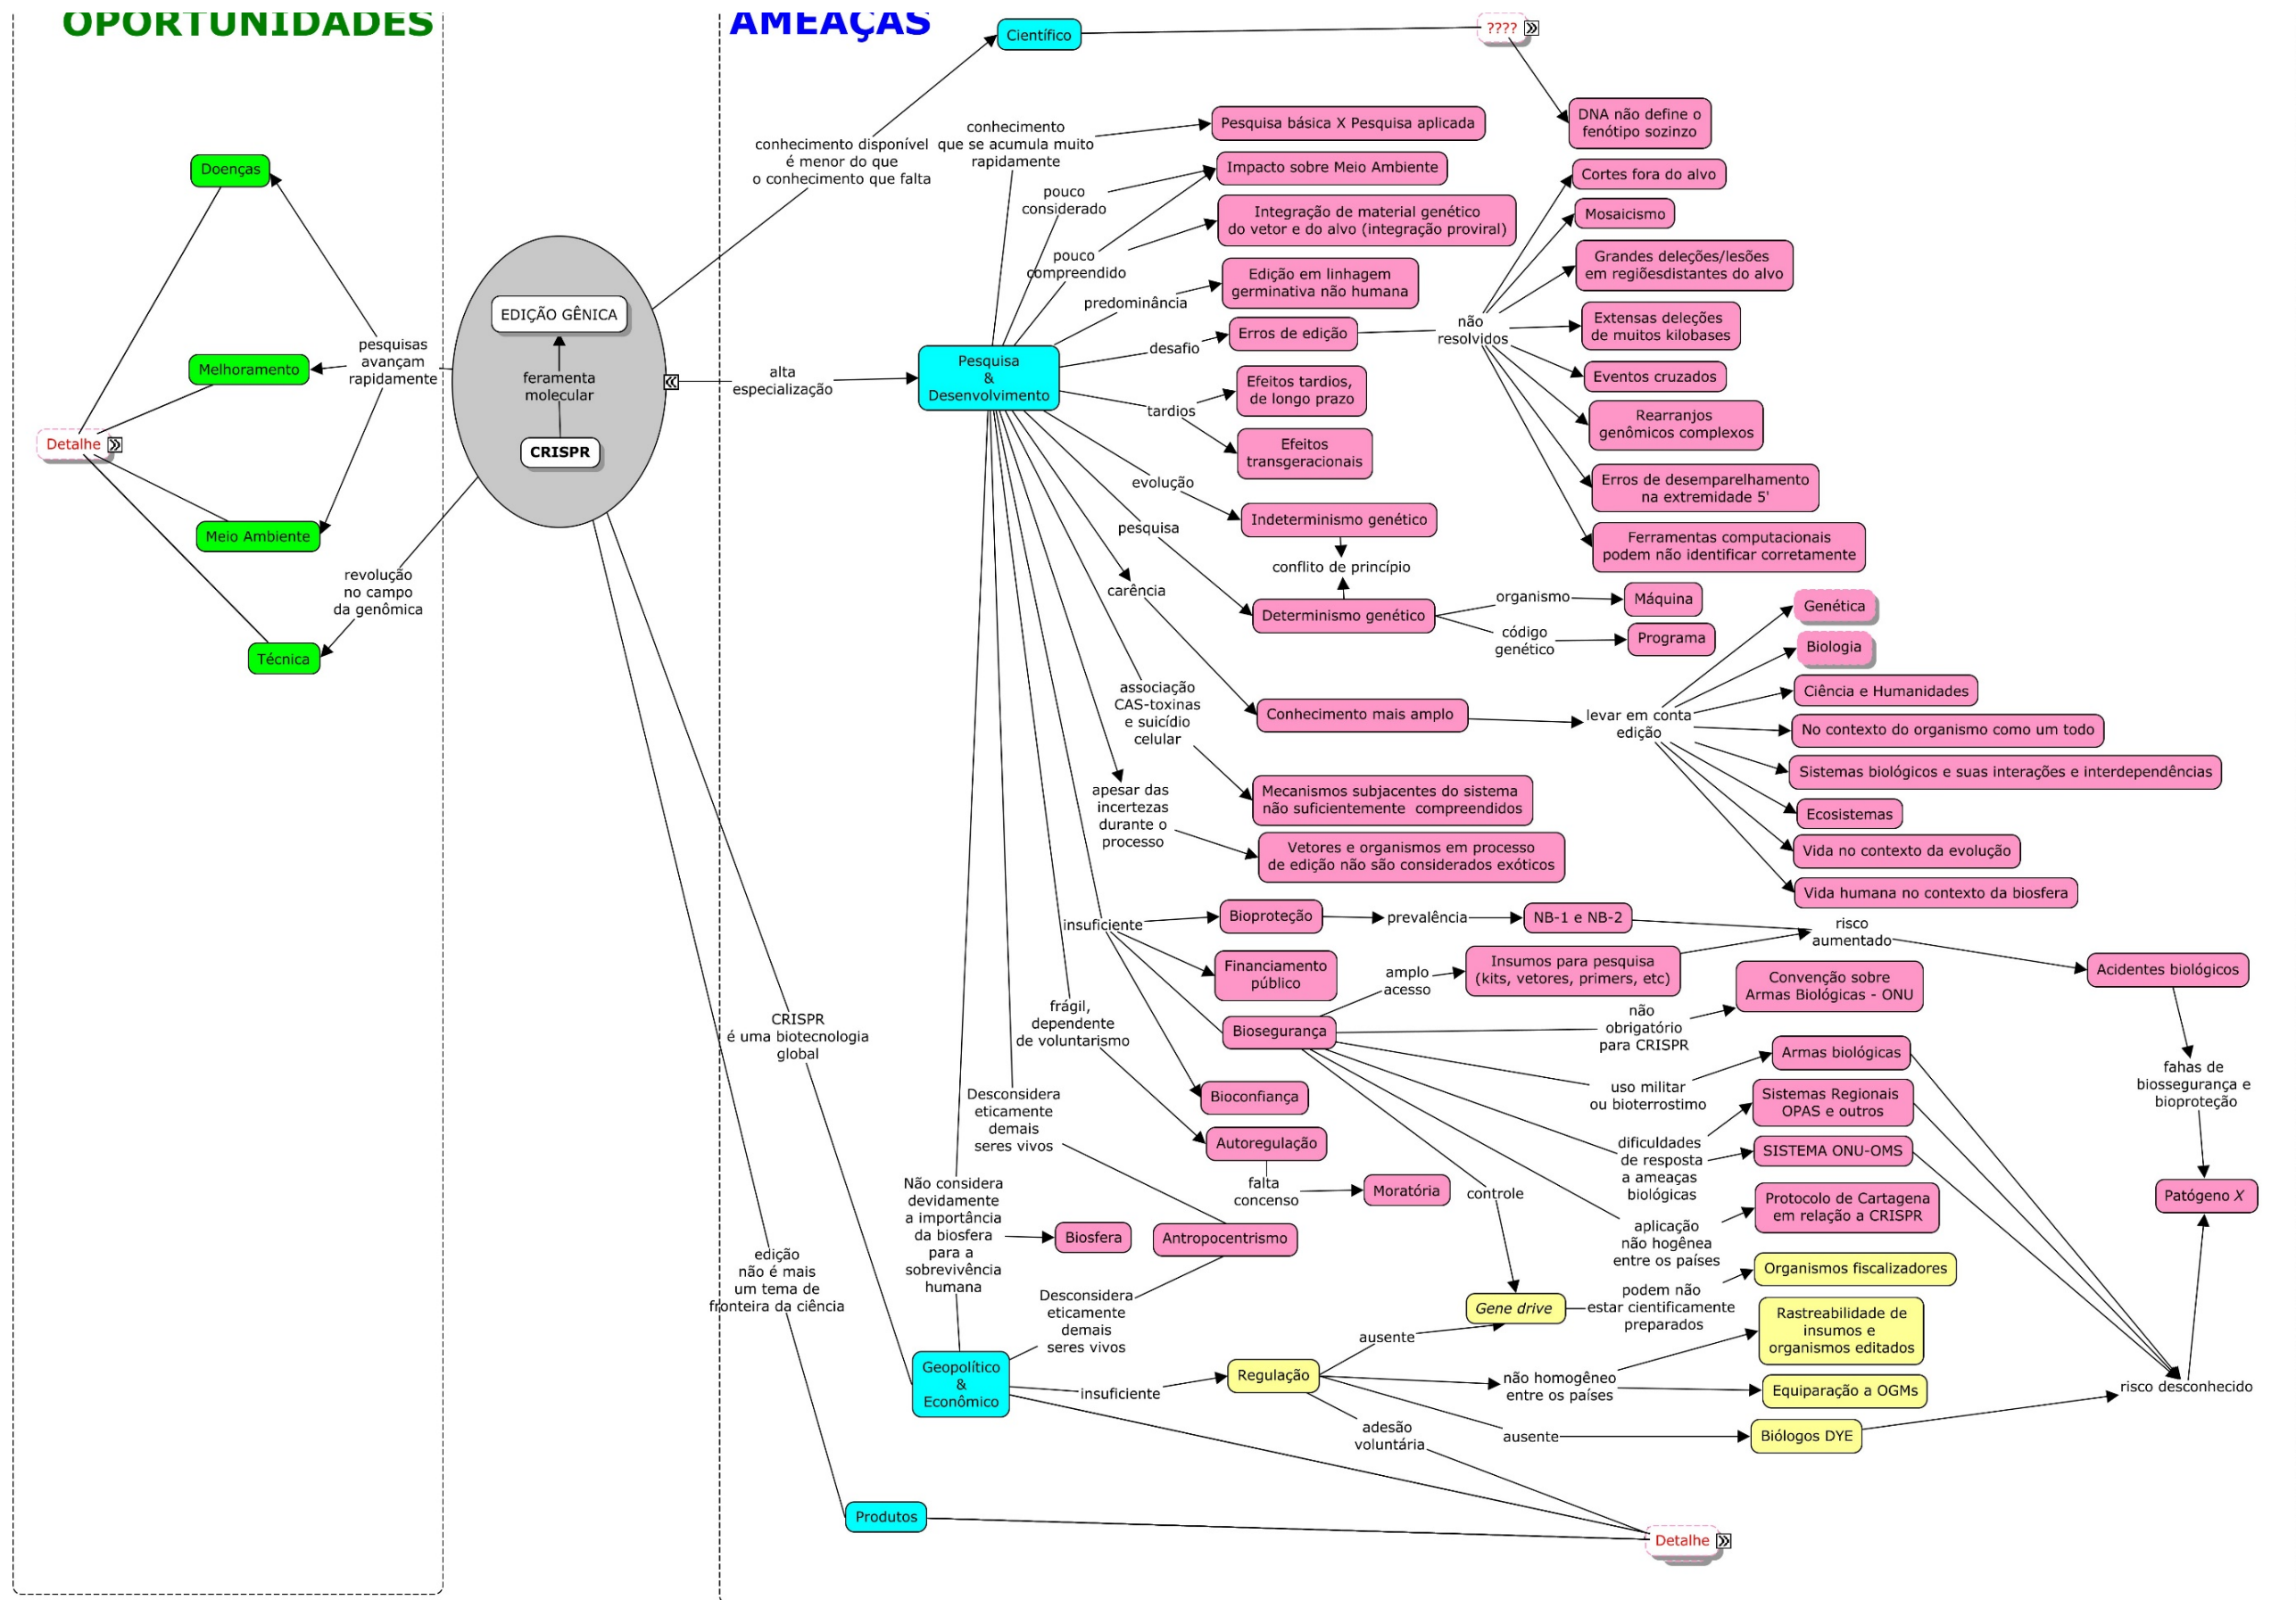 OPORTUNIDADES
AMEAÇAS
Doenças
Melhoramento
Detalhe
Meio Ambiente
Técnica
pesquisas
avançam
rapidamente
revolução
no campo
da genômica
EDIÇÃO GÊNICA
feramenta
molecular
CRISPR
conhecimento disponível
é menor do que
o conhecimento que falta
alta
especialização
CRISPR
é uma biotecnologia
global
edição
não é mais
um tema de
fronteira da ciência
Científico
????
DNA não define o
fenótipo sozinzo
Pesquisa
&
Desenvolvimento
conhecimento
que se acumula muito
rapidamente
Pesquisa básica X Pesquisa aplicada
pouco
considerado
Impacto sobre Meio Ambiente
pouco
compreendido
Integração de material genético
do vetor e do alvo (integração proviral)
predominância
Edição em linhagem
germinativa não humana
desafio
Erros de edição
não
resolvidos
Cortes fora do alvo
Mosaicismo
Grandes deleções/lesões
em regiõesdistantes do alvo
Extensas deleções
de muitos kilobases
Eventos cruzados
Rearranjos
genômicos complexos
Erros de desemparelhamento
na extremidade 5'
Ferramentas computacionais
podem não identificar corretamente
tardios
Efeitos tardios,
de longo prazo
Efeitos
transgeracionais
evolução
Indeterminismo genético
conflito de princípio
pesquisa
Determinismo genético
organismo
Máquina
código
genético
Programa
carência
Conhecimento mais amplo
levar em conta
edição
Genética
Biologia
Ciência e Humanidades
No contexto do organismo como um todo
Sistemas biológicos e suas interações e interdependências
Ecosistemas
Vida no contexto da evolução
Vida humana no contexto da biosfera
associação
CAS-toxinas
e suicídio
celular
Mecanismos subjacentes do sistema
não suficientemente compreendidos
apesar das
incertezas
durante o
processo
Vetores e organismos em processo
de edição não são considerados exóticos
insuficiente
Bioproteção
prevalência
NB-1 e NB-2
risco
aumentado
Acidentes biológicos
Financiamento
público
Biosegurança
amplo
acesso
Insumos para pesquisa
(kits, vetores, primers, etc)
não
obrigatório
para CRISPR
Convenção sobre
Armas Biológicas - ONU
uso militar
ou bioterrostimo
Armas biológicas
dificuldades
de resposta
a ameaças
biológicas
Sistemas Regionais
OPAS e outros
SISTEMA ONU-OMS
aplicação
não hogênea
entre os países
Protocolo de Cartagena
em relação a CRISPR
controle
Gene drive
podem não
estar cientificamente
preparados
Organismos fiscalizadores
fahas de
biossegurança e
bioproteção
Patógeno X
Bioconfiança
frágil,
dependente
de voluntarismo
Autoregulação
falta
concenso
Moratória
Desconsidera
eticamente
demais
seres vivos
Antropocentrismo
Não considera
devidamente
a importância
da biosfera
para a
sobrevivência
humana
Biosfera
Desconsidera
eticamente
demais
seres vivos
Geopolítico
&
Econômico
insuficiente
Regulação
ausente
não homogêneo
entre os países
Rastreabilidade de
insumos e
organismos editados
Equiparação a OGMs
ausente
Biólogos DYE
risco desconhecido
adesão
voluntária
Produtos
Detalhe